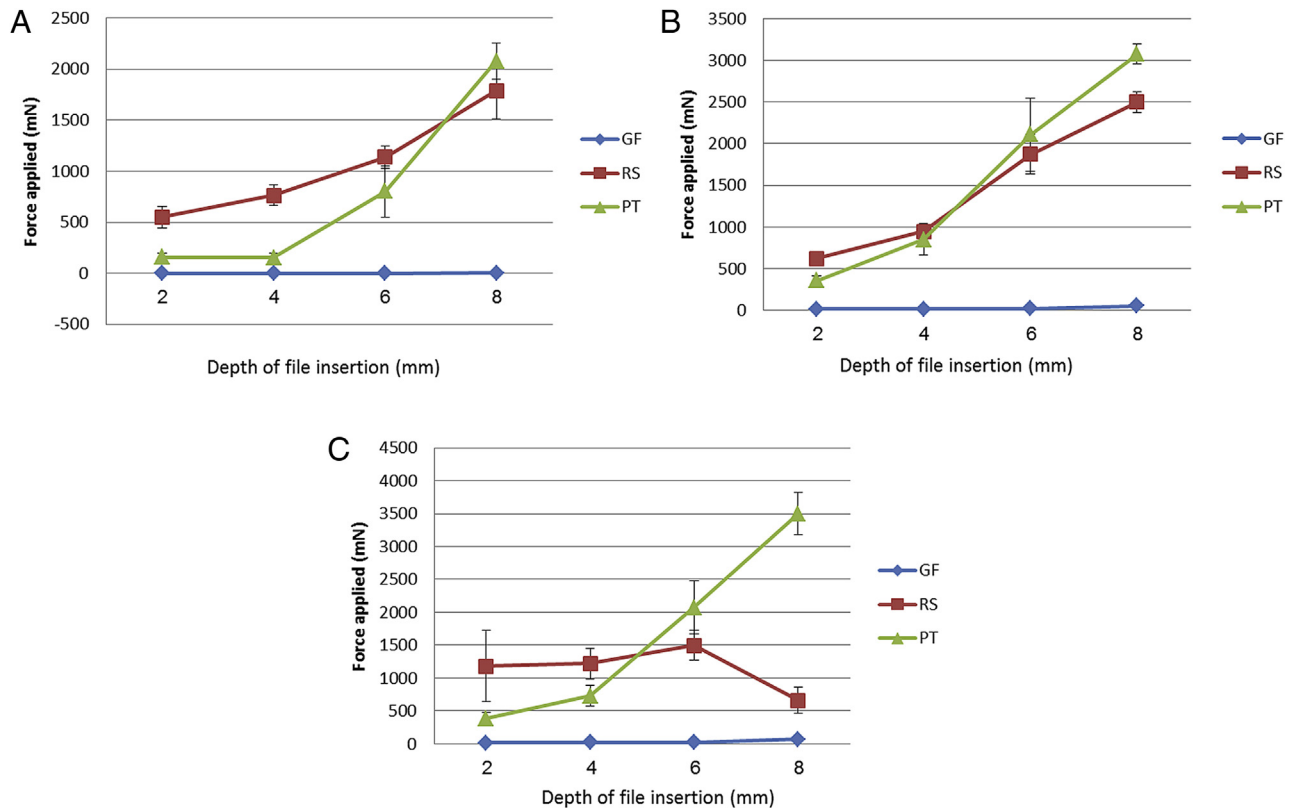 A
Force applied (mN)
2500
2000
1500
1000
500
0
-500
2 4 6 8
Depth of file insertion (mm)
GF
RS
PT
B
Force applied (mN)
3500
3000
2500
2000
1500
1000
500
0
2 4 6 8
Depth of file insertion (mm)
GF
RS
PT
C
Force applied (mN)
4500
4000
3500
3000
2500
2000
1500
1000
500
0
2 4 6 8
Depth of file insertion (mm)
GF
RS
PT